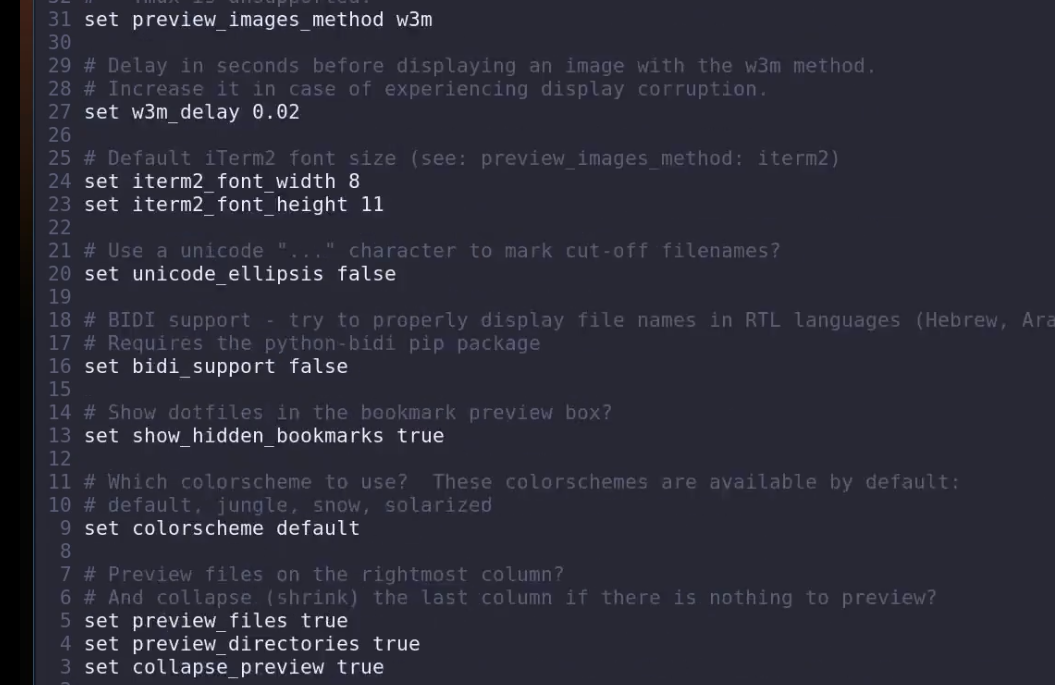 32 # Tmux is unsupported.
31 set preview_images_method w3m
30
29 # Delay in seconds before displaying an image with the w3m method.
28 # Increase it in case of experiencing display corruption.
27 set w3m_delay 0.02
26
25 # Default iTerm2 font size (see: preview_images_method: iterm2)
24 set iterm2_font_width 8
23 set iterm2_font_height 11
22
21 # Use a unicode "..." character to mark cut-off filenames?
20 set unicode_ellipsis false
19
18 # BIDI support - try to properly display file names in RTL languages (Hebrew, Ara
17 # Requires the python-bidi pip package
16 set bidi_support false
15
14 # Show dotfiles in the bookmark preview box?
13 set show_hidden_bookmarks true
12
11 # Which colorscheme to use?  These colorschemes are available by default:
10 # default, jungle, snow, solarized
9 set colorscheme default
8
7 # Preview files on the rightmost column?
6 # And collapse (shrink) the last column if there is nothing to preview?
5 set preview_files true
4 set preview_directories true
3 set collapse_preview true